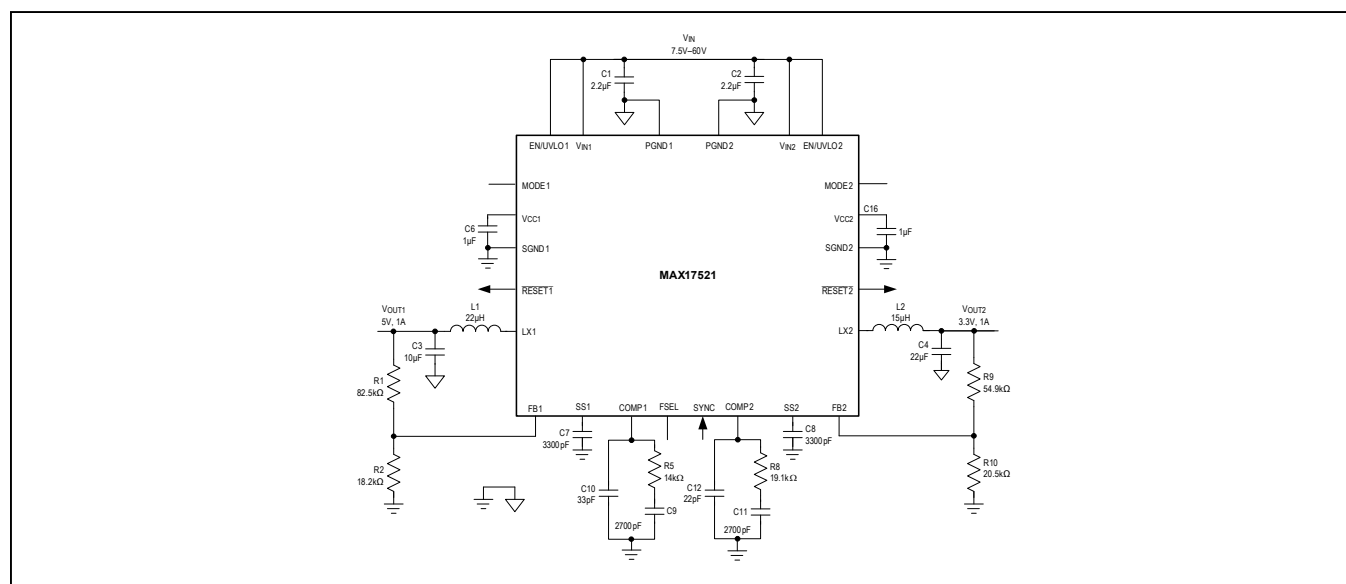 VIN
7.5V–60V
C1
2.2µF
C2
2.2µF
EN/UVLO1
VIN1
PGND1
PGND2
VIN2
EN/UVLO2
MODE1
MODE2
VCC1
C6
1µF
SGND1
C16
VCC2
1µF
SGND2
MAX17521
RESET1
RESET2
VOUT1
5V, 1A
L1
22µH
LX1
C3
10µF
LX2
L2
15µH
VOUT2
3.3V, 1A
C4
22µF
R1
82.5kΩ
R9
54.9kΩ
FB1
SS1
COMP1
FSEL
SYNC
COMP2
SS2
FB2
C7
3300pF
C8
3300pF
R2
18.2kΩ
R10
20.5kΩ
C10
33pF
R5
14kΩ
C9
2700pF
C12
22pF
R8
19.1kΩ
C11
2700pF